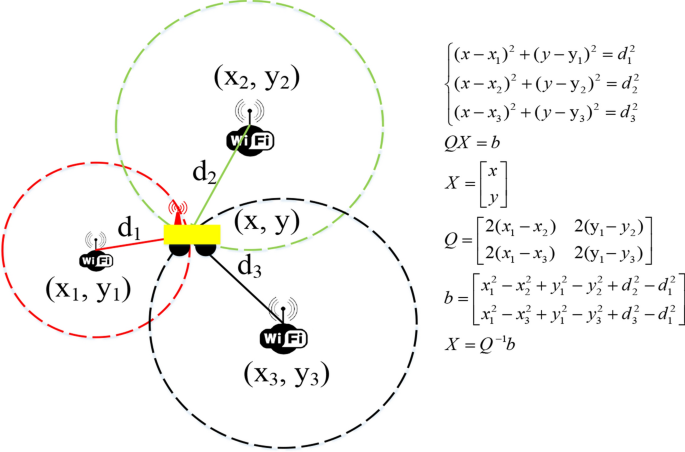 (x₂, y₂)
Wi Fi
d₂
d₁
(x, y)
Wi Fi
d₃
(x₁, y₁)
Wi Fi
(x₃, y₃)
(x−x₁)²+(y−y₁)²=d₁²
(x−x₂)²+(y−y₂)²=d₂²
(x−x₃)²+(y−y₃)²=d₃²
QX=b
X=[x
y]
Q=[2(x₁−x₂) 2(y₁−y₂)
2(x₁−x₃) 2(y₁−y₃)]
b=[x₁²−x₂²+y₁²−y₂²+d₂²−d₁²
x₁²−x₃²+y₁²−y₃²+d₃²−d₁²]
X=Q⁻¹b